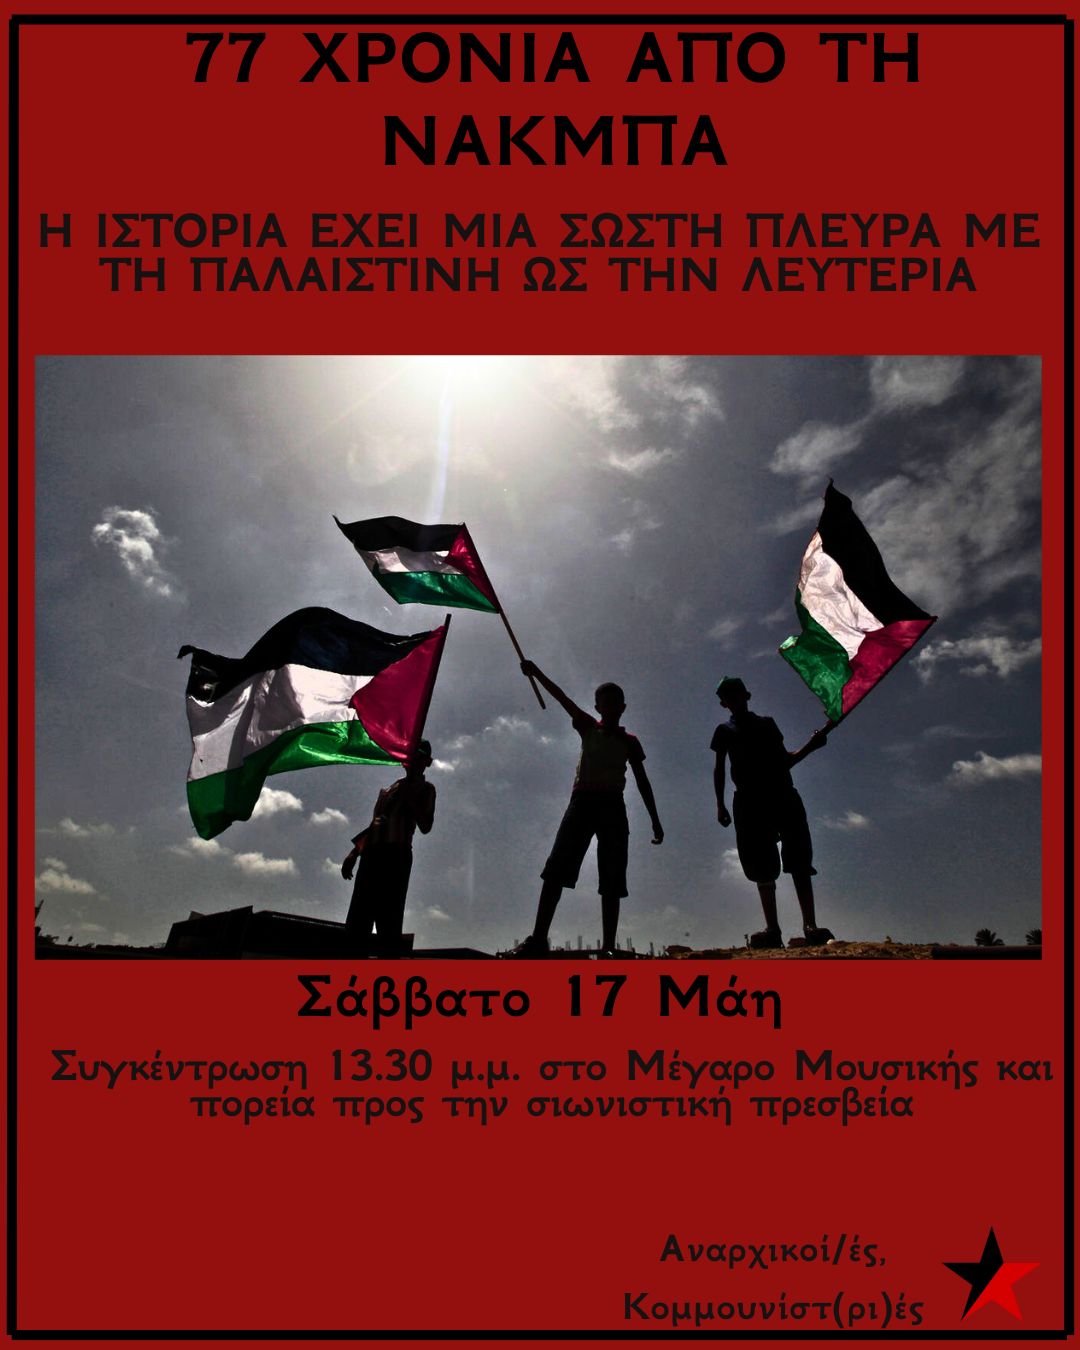 77 ΧΡΟΝΙΑ ΑΠΟ ΤΗ
ΝΑΚΜΠΑ
Η ΙΣΤΟΡΙΑ ΕΧΕΙ ΜΙΑ ΣΩΣΤΗ ΠΛΕΥΡΑ ΜΕ
ΤΗ ΠΑΛΑΙΣΤΙΝΗ ΩΣ ΤΗΝ ΛΕΥΤΕΡΙΑ
Σάββατο 17 Μάη
Συγκέντρωση 13.30 μ.μ. στο Μέγαρο Μουσικής και
πορεία προς την σιωνιστική πρεσβεία
Αναρχικοί/ές,
Κομμουνίστ(ρι)ές